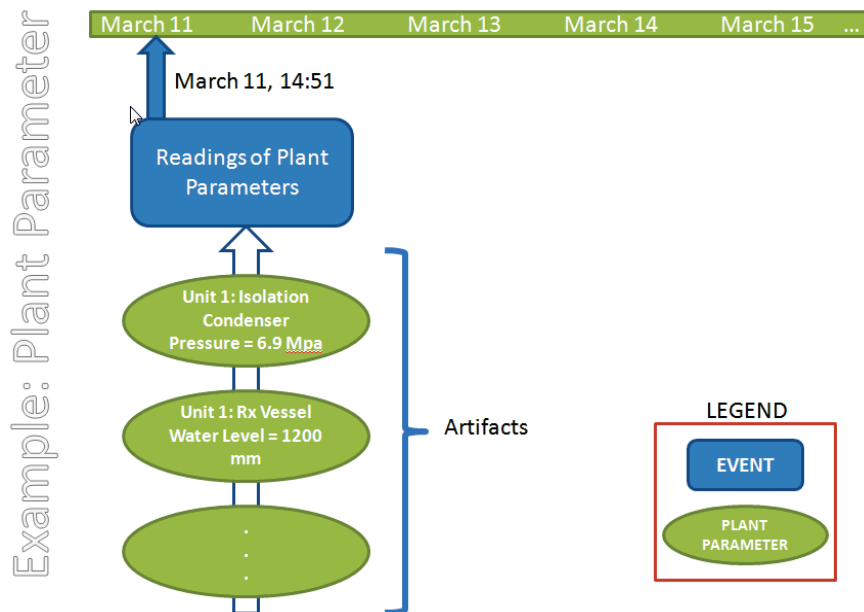 Example: Plant Parameter
March 11 March 12 March 13 March 14 March 15 ...
March 11, 14:51
Readings of Plant
Parameters
Unit 1: Isolation
Condenser
Pressure = 6.9 Mpa
Unit 1: Rx Vessel
Water Level = 1200
mm
.
.
.
Artifacts
LEGEND
EVENT
PLANT
PARAMETER